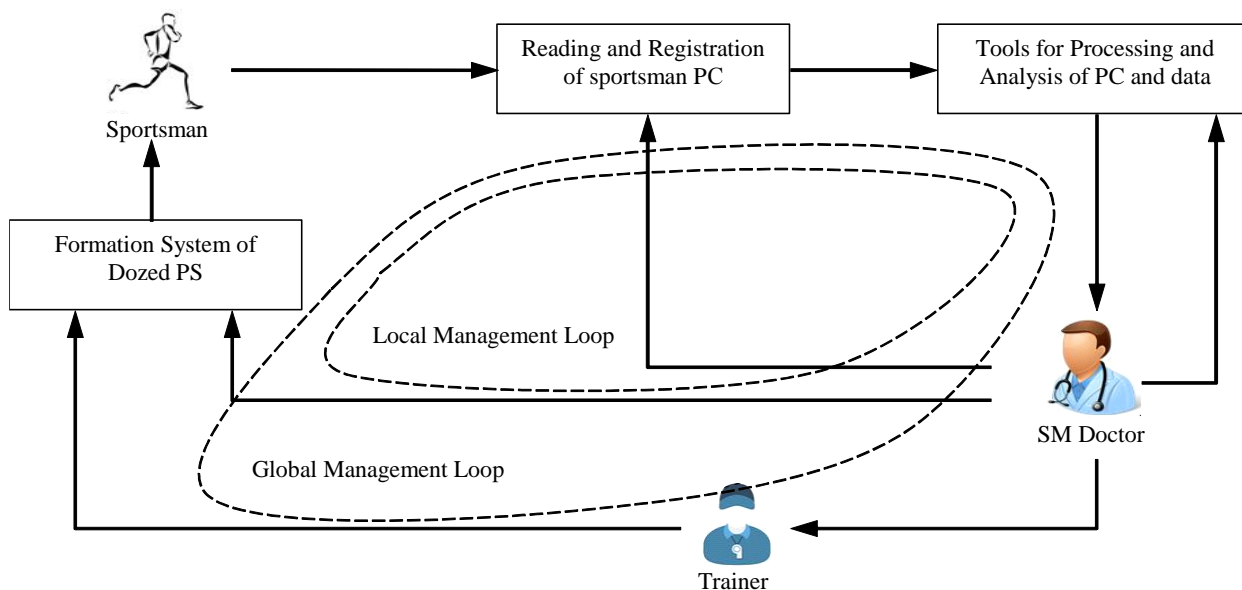 Reading and Registration
of sportsman PC
Tools for Processing and
Analysis of PC and data
Sportsman
Formation System of
Dozed PS
Local Management Loop
SM Doctor
Global Management Loop
Trainer